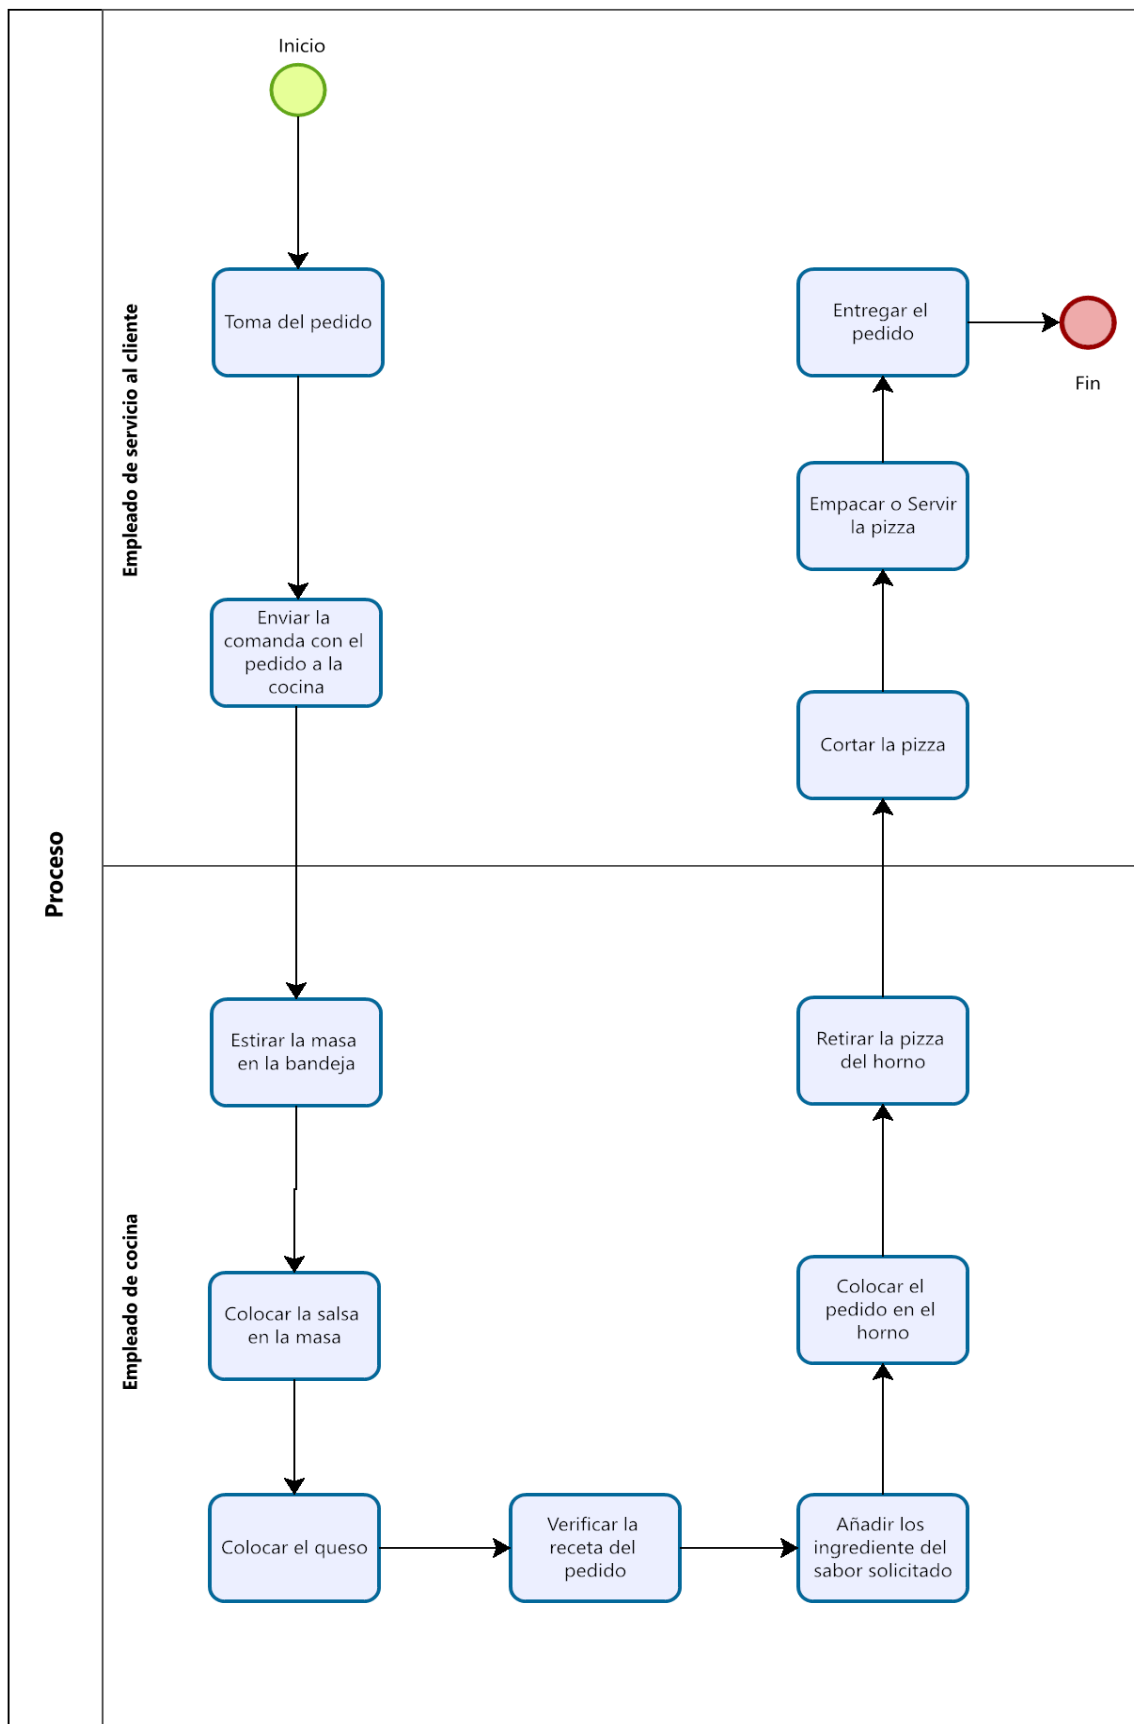 Proceso
Empleado de servicio al cliente
Inicio
Toma del pedido
Enviar la
comanda con el
pedido a la
cocina
Entregar el
pedido
Fin
Empacar o Servir
la pizza
Cortar la pizza
Empleado de cocina
Estirar la masa
en la bandeja
Colocar la salsa
en la masa
Colocar el queso
Verificar la
receta del
pedido
Añadir los
ingrediente del
sabor solicitado
Colocar el
pedido en el
horno
Retirar la pizza
del horno